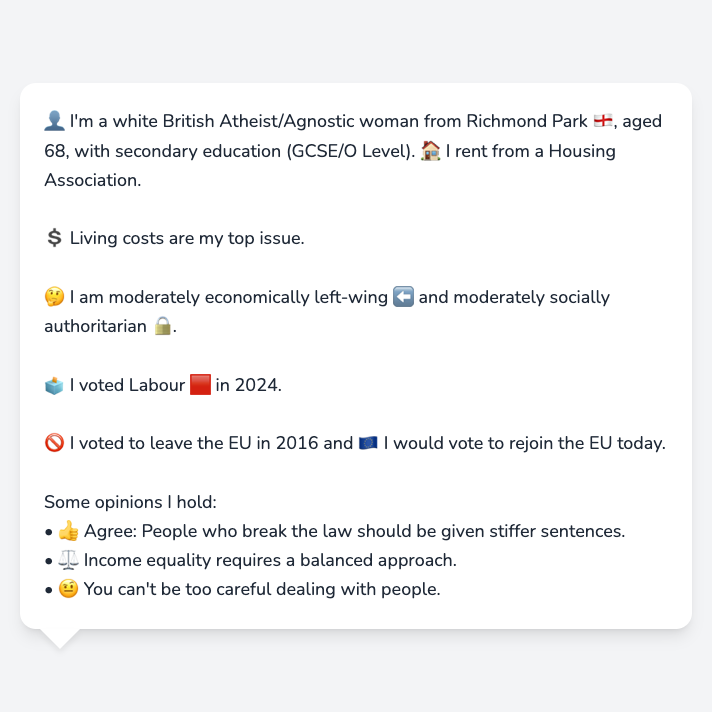 👤 I'm a white British Atheist/Agnostic woman from Richmond Park 🏴󠁧󠁢󠁥󠁮󠁧󠁿, aged
68, with secondary education (GCSE/O Level). 🏠 I rent from a Housing
Association.
💲 Living costs are my top issue.
🤔 I am moderately economically left-wing ⬅️ and moderately socially
authoritarian 🔒.
🗳️ I voted Labour 🟥 in 2024.
🚫 I voted to leave the EU in 2016 and 🇪🇺 I would vote to rejoin the EU today.
Some opinions I hold:
• 👍 Agree: People who break the law should be given stiffer sentences.
• ⚖️ Income equality requires a balanced approach.
• 🤨 You can't be too careful dealing with people.